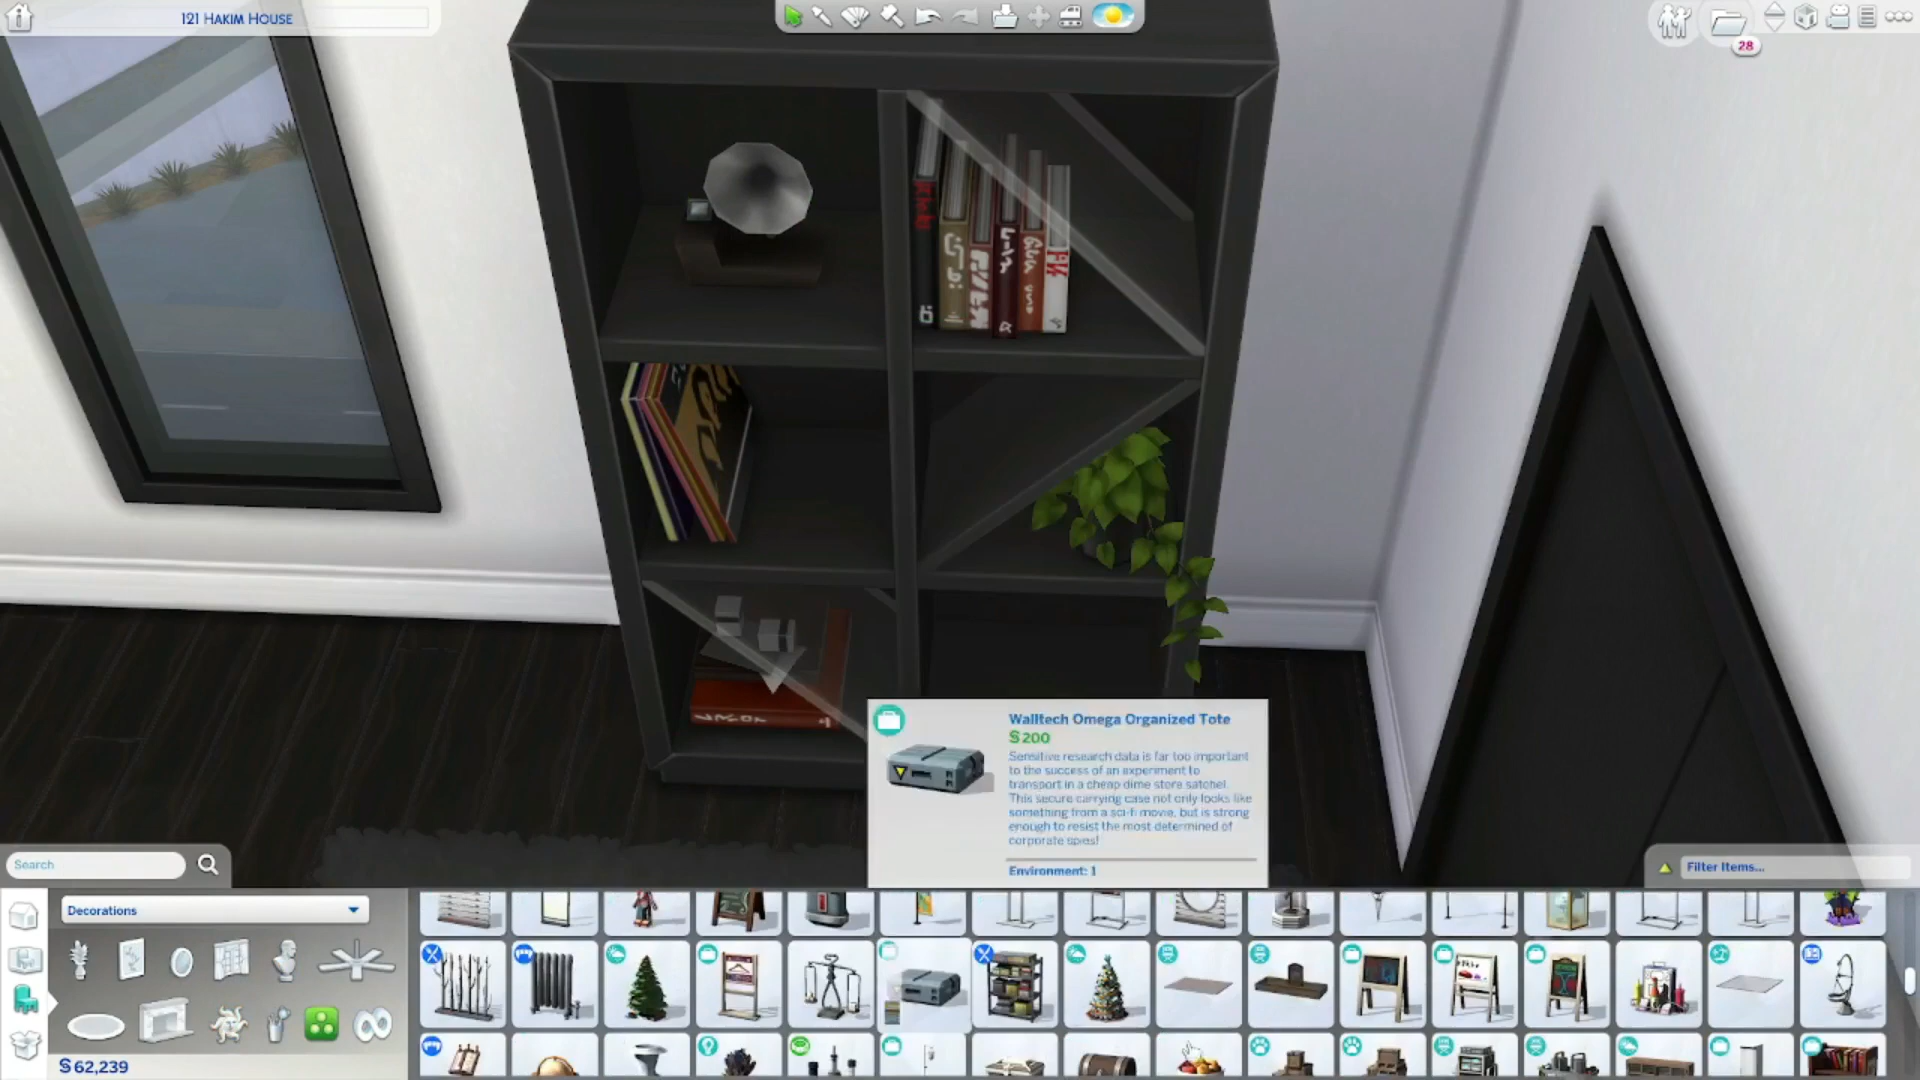 121 Hakim House
28
Walltech Omega Organized Tote
§200
Sensitive research data is far too important
to the success of an experiment to
transport in a cheap dime store satchel.
This secure carrying case not only looks like
something from a sci-fi movie, but is strong
enough to resist the most determined of
corporate spies!
Environment: 1
Search
Filter Items...
Decorations
§62,239